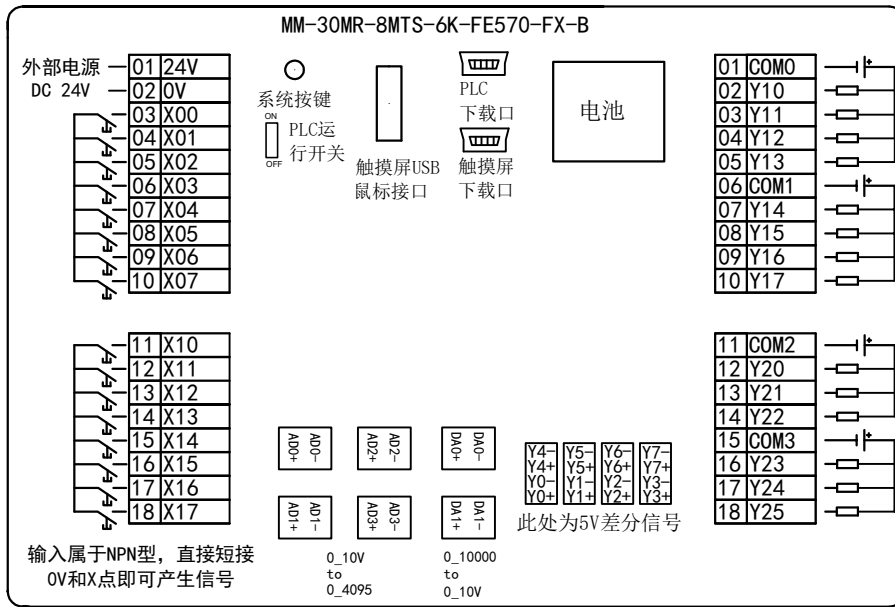 MM-30MR-8MTS-6K-FE570-FX-B
外部电源
DC 24V
01 24V
02 0V
03 X00
04 X01
05 X02
06 X03
07 X04
08 X05
09 X06
10 X07
11 X10
12 X11
13 X12
14 X13
15 X14
16 X15
17 X16
18 X17
输入属于NPN型，直接短接
0V和X点即可产生信号
系统按键
ON
PLC运
行开关
OFF
触摸屏USB
鼠标接口
PLC
下载口
触摸屏
下载口
电池
AD0+ AD0-
AD2+ AD2-
DA0+ DA0-
AD1+ AD1-
AD3+ AD3-
DA1+ DA1-
0_10V
to
0_4095
0_10000
to
0_10V
Y4- Y5- Y6- Y7-
Y4+ Y5+ Y6+ Y7+
Y0- Y1- Y2- Y3-
Y0+ Y1+ Y2+ Y3+
此处为5V差分信号
01 COM0
02 Y10
03 Y11
04 Y12
05 Y13
06 COM1
07 Y14
08 Y15
09 Y16
10 Y17
11 COM2
12 Y20
13 Y21
14 Y22
15 COM3
16 Y23
17 Y24
18 Y25